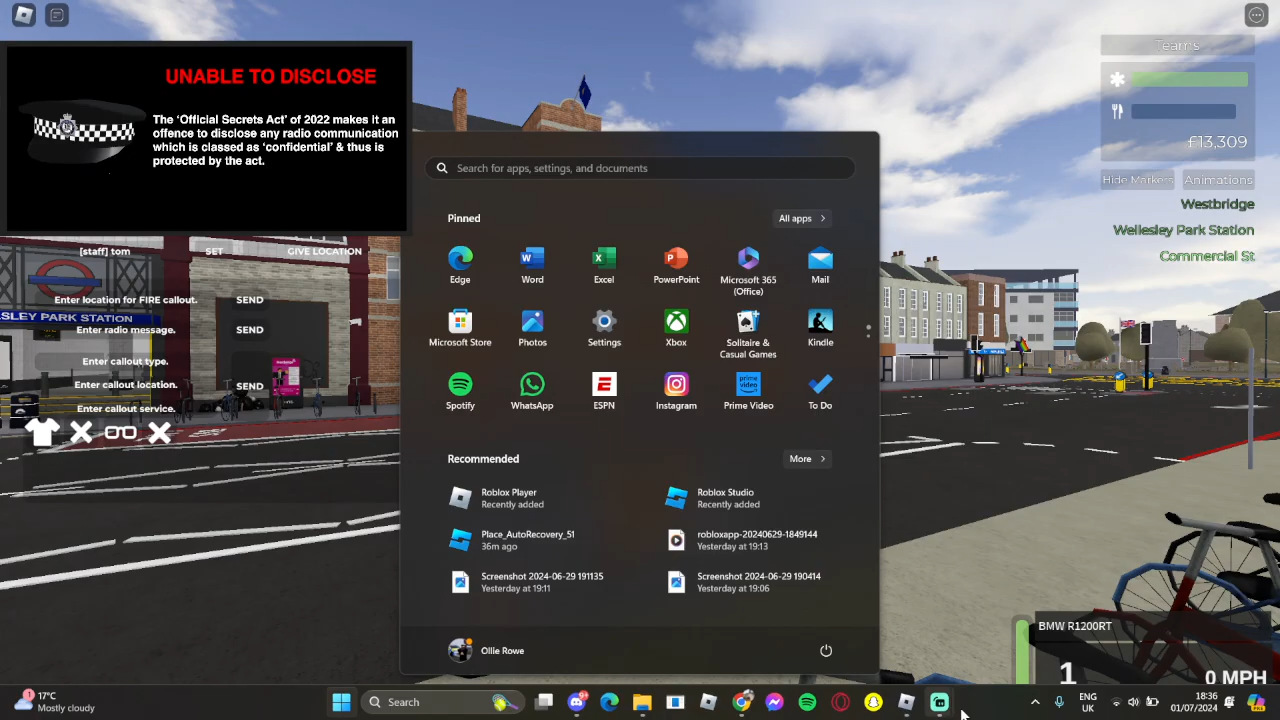 UNABLE TO DISCLOSE
The 'Official Secrets Act' of 2022 makes it an
offence to disclose any radio communication
which is classed as 'confidential' & thus is
protected by the act.
[staff] tom
SET
GIVE LOCATION
Enter location for FIRE callout.
SEND
Enter radio message.
SEND
Enter callout type.
Enter callout location.
SEND
Enter callout service.
LESLEY PARK STATION
Teams
£13,309
Hide Markers
Animations
Westbridge
Wellesley Park Station
Commercial St
Search for apps, settings, and documents
Pinned
All apps
Edge
Word
Excel
PowerPoint
Microsoft 365
(Office)
Mail
Microsoft Store
Photos
Settings
Xbox
Solitaire &
Casual Games
Kindle
Spotify
WhatsApp
ESPN
Instagram
Prime Video
To Do
Recommended
More
Roblox Player
Recently added
Roblox Studio
Recently added
Place_AutoRecovery_51
36m ago
robloxapp-20240629-1849144
Yesterday at 19:13
Screenshot 2024-06-29 191135
Yesterday at 19:11
Screenshot 2024-06-29 190414
Yesterday at 19:06
Ollie Rowe
BMW R1200RT
1
0 MPH
1
17°C
Mostly cloudy
Search
ENG
UK
18:36
01/07/2024